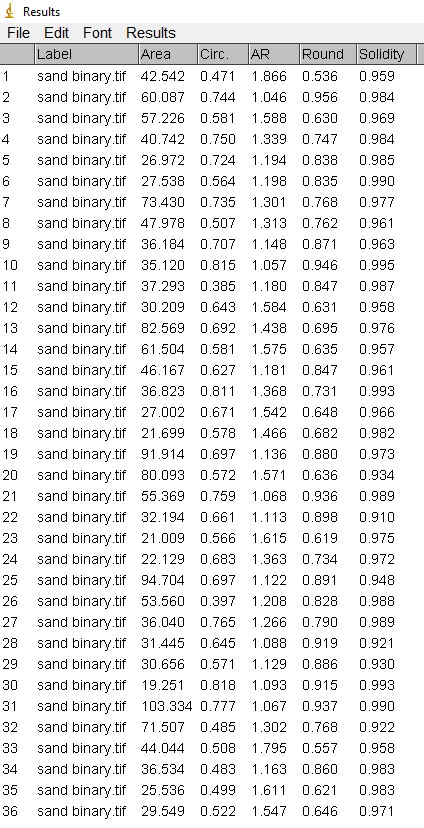 Results
File Edit Font Results
Label Area Circ. AR Round Solidity
1 sand binary.tif 42.542 0.471 1.866 0.536 0.959
2 sand binary.tif 60.087 0.744 1.046 0.956 0.984
3 sand binary.tif 57.226 0.581 1.588 0.630 0.969
4 sand binary.tif 40.742 0.750 1.339 0.747 0.984
5 sand binary.tif 26.972 0.724 1.194 0.838 0.985
6 sand binary.tif 27.538 0.564 1.198 0.835 0.990
7 sand binary.tif 73.430 0.735 1.301 0.768 0.977
8 sand binary.tif 47.978 0.507 1.313 0.762 0.961
9 sand binary.tif 36.184 0.707 1.148 0.871 0.963
10 sand binary.tif 35.120 0.815 1.057 0.946 0.995
11 sand binary.tif 37.293 0.385 1.180 0.847 0.987
12 sand binary.tif 30.209 0.643 1.584 0.631 0.958
13 sand binary.tif 82.569 0.692 1.438 0.695 0.976
14 sand binary.tif 61.504 0.581 1.575 0.635 0.957
15 sand binary.tif 46.167 0.627 1.181 0.847 0.961
16 sand binary.tif 36.823 0.811 1.368 0.731 0.993
17 sand binary.tif 27.002 0.671 1.542 0.648 0.966
18 sand binary.tif 21.699 0.578 1.466 0.682 0.982
19 sand binary.tif 91.914 0.697 1.136 0.880 0.973
20 sand binary.tif 80.093 0.572 1.571 0.636 0.934
21 sand binary.tif 55.369 0.759 1.068 0.936 0.989
22 sand binary.tif 32.194 0.661 1.113 0.898 0.910
23 sand binary.tif 21.009 0.566 1.615 0.619 0.975
24 sand binary.tif 22.129 0.683 1.363 0.734 0.972
25 sand binary.tif 94.704 0.697 1.122 0.891 0.948
26 sand binary.tif 53.560 0.397 1.208 0.828 0.988
27 sand binary.tif 36.040 0.765 1.266 0.790 0.989
28 sand binary.tif 31.445 0.645 1.088 0.919 0.921
29 sand binary.tif 30.656 0.571 1.129 0.886 0.930
30 sand binary.tif 19.251 0.818 1.093 0.915 0.993
31 sand binary.tif 103.334 0.777 1.067 0.937 0.990
32 sand binary.tif 71.507 0.485 1.302 0.768 0.922
33 sand binary.tif 44.044 0.508 1.795 0.557 0.958
34 sand binary.tif 36.534 0.483 1.163 0.860 0.983
35 sand binary.tif 25.536 0.499 1.611 0.621 0.983
36 sand binary.tif 29.549 0.522 1.547 0.646 0.971